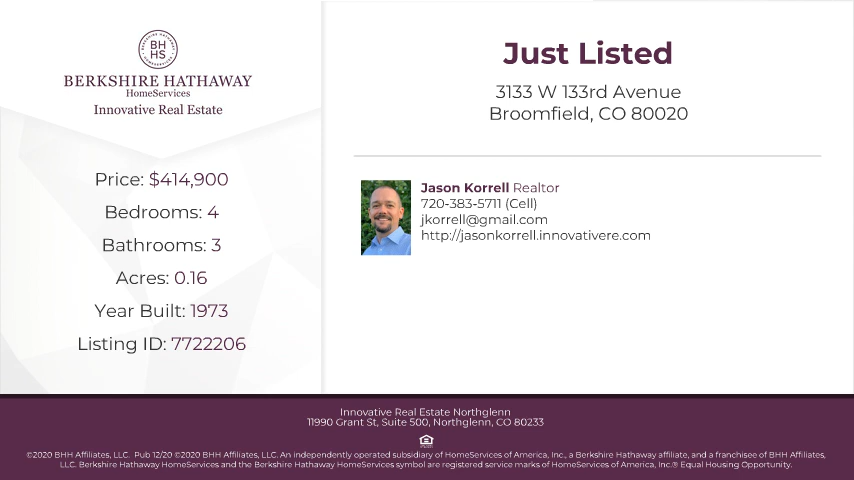 BERKSHIRE HATHAWAY
HomeServices
Innovative Real Estate
Price: $414,900
Bedrooms: 4
Bathrooms: 3
Acres: 0.16
Year Built: 1973
Listing ID: 7722206
Just Listed
3133 W 133rd Avenue
Broomfield, CO 80020
Jason Korrell Realtor
720-383-5711 (Cell)
jkorrell@gmail.com
http://jasonkorrell.innovativere.com
Innovative Real Estate Northglenn
11990 Grant St, Suite 500, Northglenn, CO 80233
©2020 BHH Affiliates, LLC. Pub 12/20 ©2020 BHH Affiliates, LLC. An independently operated subsidiary of HomeServices of America, Inc., a Berkshire Hathaway affiliate, and a franchisee of BHH Affiliates,
LLC. Berkshire Hathaway HomeServices and the Berkshire Hathaway HomeServices symbol are registered service marks of HomeServices of America, Inc.® Equal Housing Opportunity.